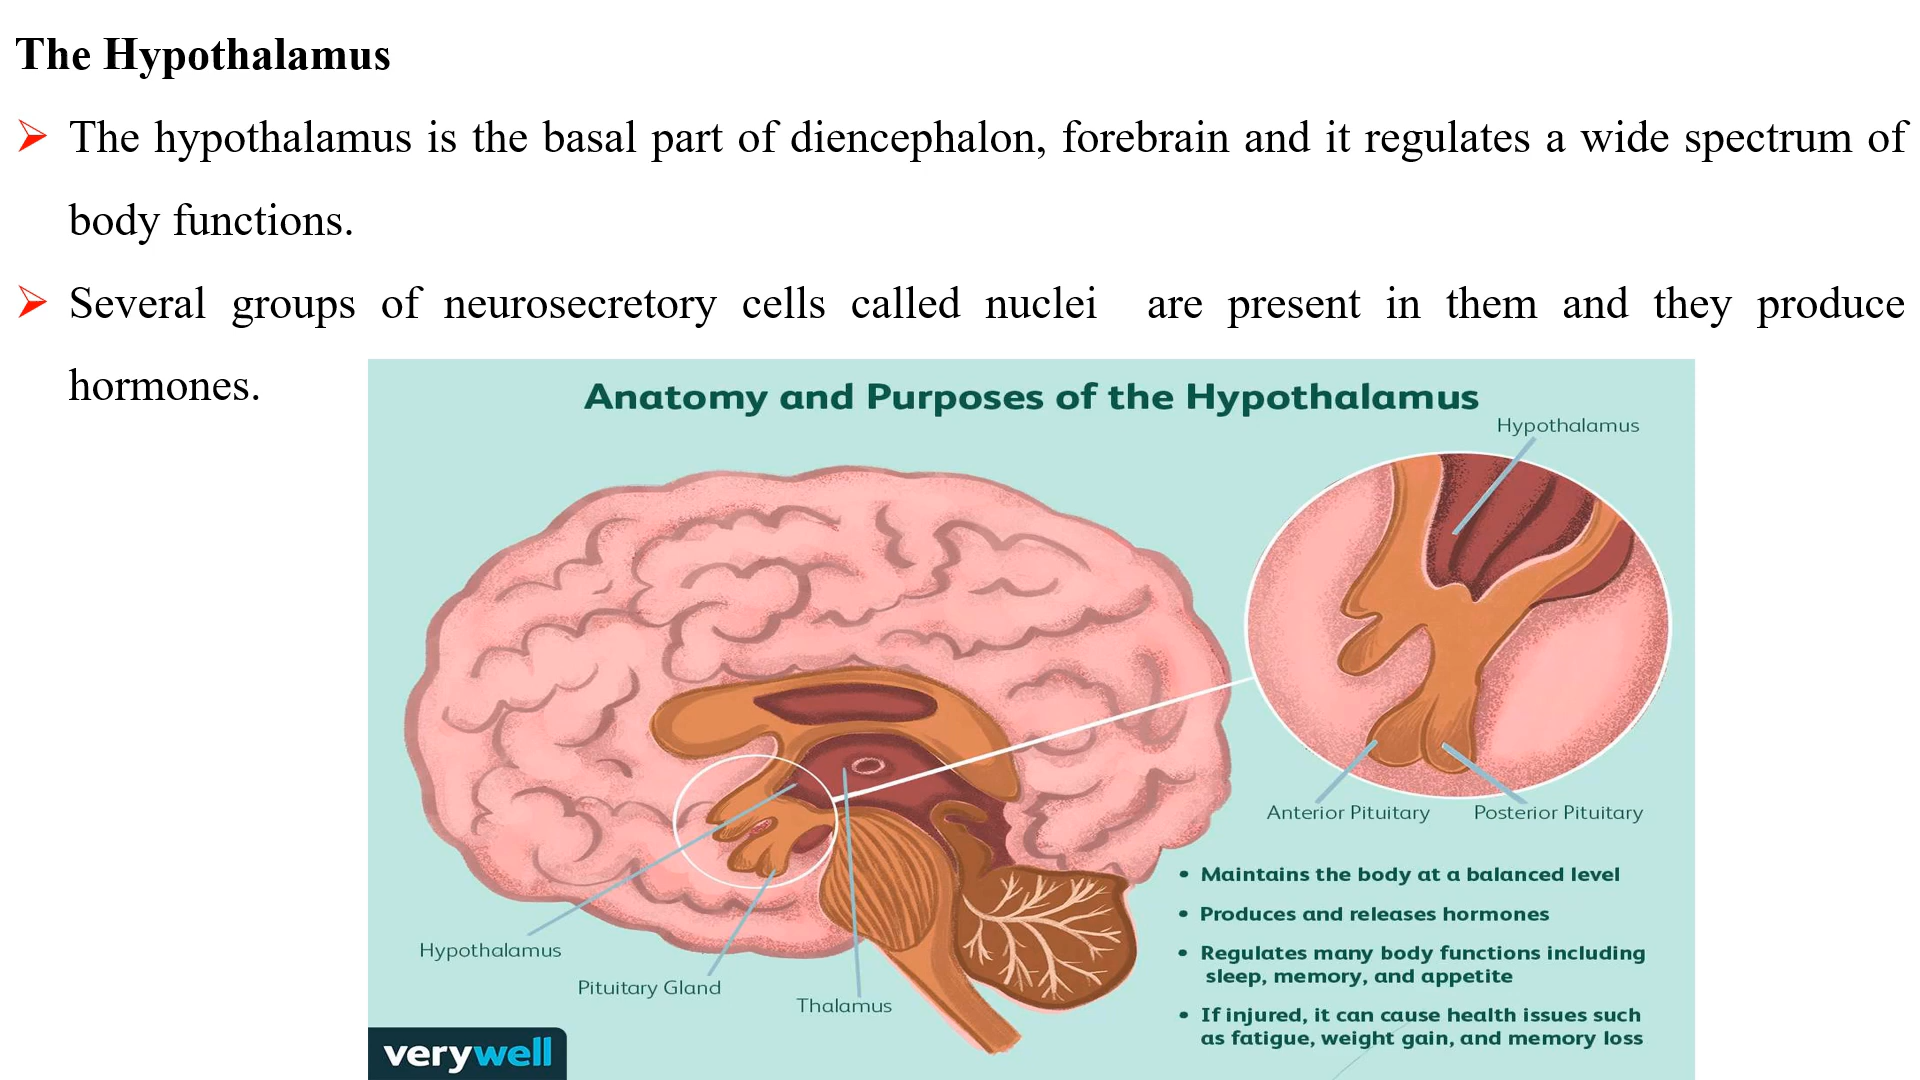 The Hypothalamus
The hypothalamus is the basal part of diencephalon, forebrain and it regulates a wide spectrum of
body functions.
Several groups of neurosecretory cells called nuclei are present in them and they produce
hormones.
Anatomy and Purposes of the Hypothalamus
Hypothalamus
Anterior Pituitary
Posterior Pituitary
• Maintains the body at a balanced level
• Produces and releases hormones
• Regulates many body functions including
sleep, memory, and appetite
• If injured, it can cause health issues such
as fatigue, weight gain, and memory loss
Hypothalamus
Pituitary Gland
Thalamus
verywell